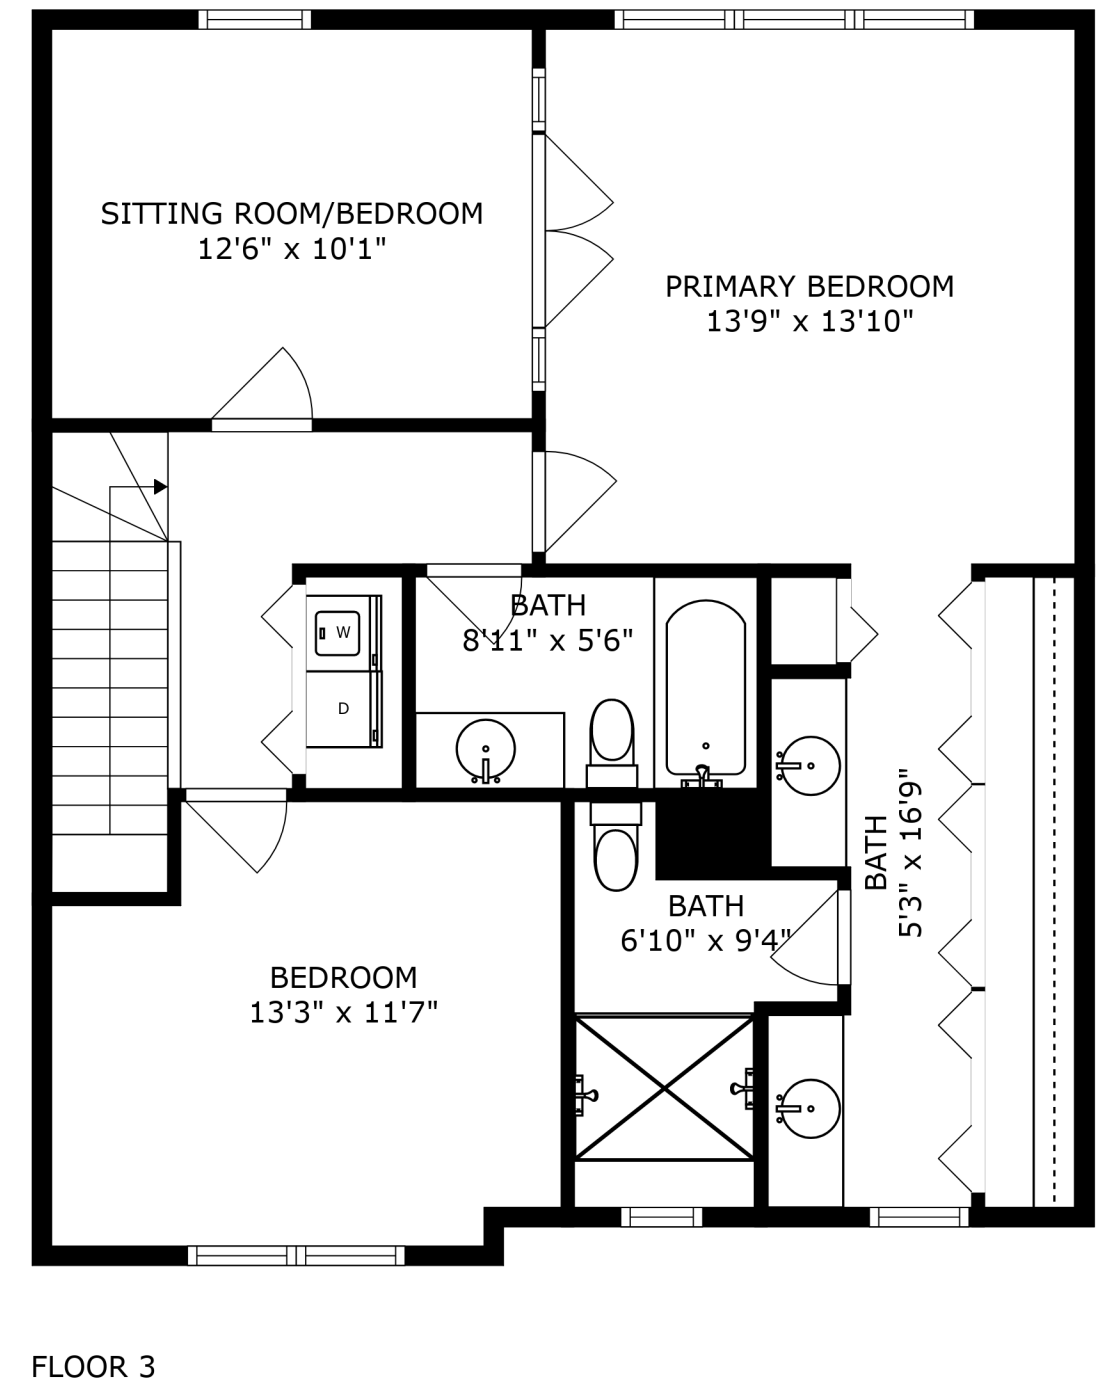 SITTING ROOM/BEDROOM
12'6" x 10'1"
PRIMARY BEDROOM
13'9" x 13'10"
BATH
8'11" x 5'6"
W
D
BATH
5'3" x 16'9"
BATH
6'10" x 9'4"
BEDROOM
13'3" x 11'7"
FLOOR 3